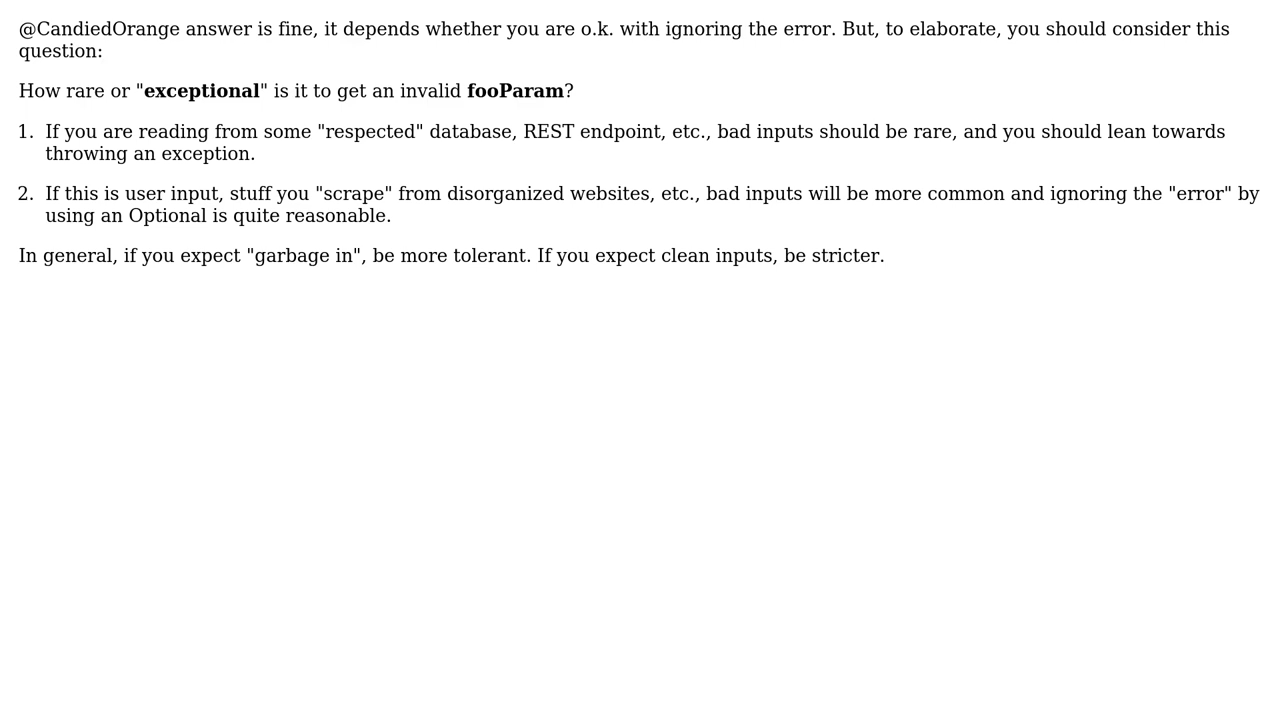 @CandiedOrange answer is fine, it depends whether you are o.k. with ignoring the error. But, to elaborate, you should consider this
question:
How rare or "exceptional" is it to get an invalid fooParam?
1. If you are reading from some "respected" database, REST endpoint, etc., bad inputs should be rare, and you should lean towards
throwing an exception.
2. If this is user input, stuff you "scrape" from disorganized websites, etc., bad inputs will be more common and ignoring the "error" by
using an Optional is quite reasonable.
In general, if you expect "garbage in", be more tolerant. If you expect clean inputs, be stricter.